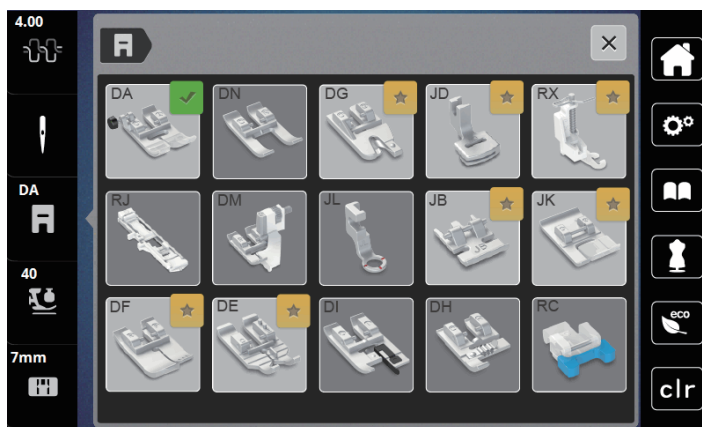 4.00
DA
40
7mm
DA
DN
DG
JD
RX
RJ
DM
JL
JB
JK
DF
DE
DI
DH
RC
eco
clr